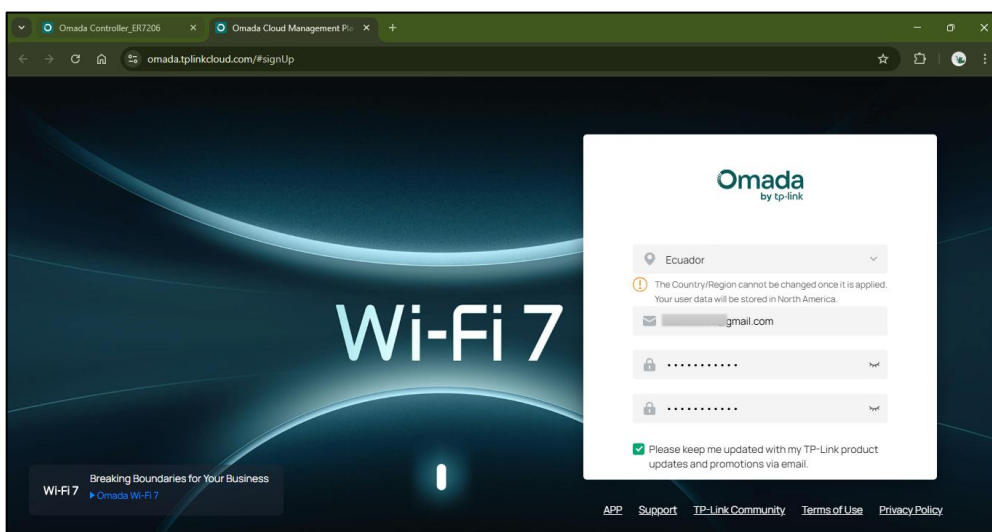 Omada Controller_ER7206
Omada Cloud Management Pla
omada.tplinkcloud.com/#signUp
Omada
by tp-link
Ecuador
The Country/Region cannot be changed once it is applied.
Your user data will be stored in North America.
gmail.com
Wi-Fi 7
Please keep me updated with my TP-Link product
updates and promotions via email.
Wi-Fi 7
Breaking Boundaries for Your Business
Omada Wi-Fi 7
APP Support TP-Link Community Terms of Use Privacy Policy